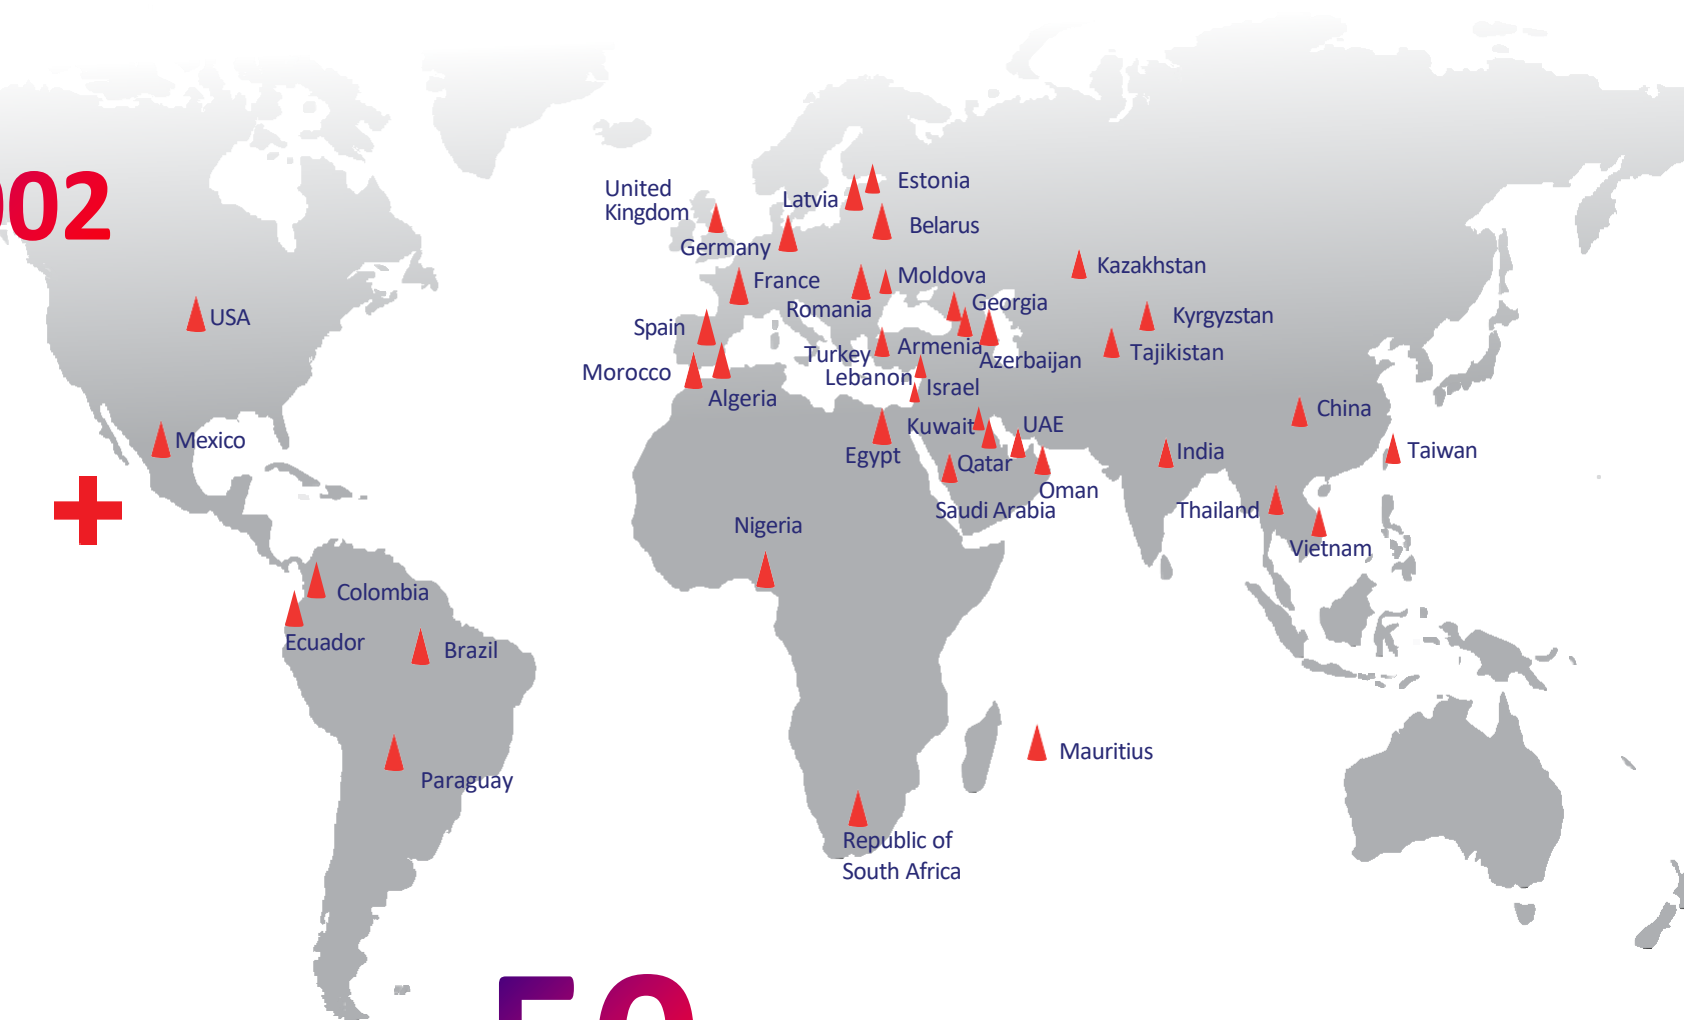 Estonia
United
Kingdom
Latvia
Belarus
Germany
Moldova
Kazakhstan
France
Georgia
Romania
USA
Spain
Kyrgyzstan
Turkey
Armenia
Azerbaijan
Tajikistan
Morocco
Lebanon
Israel
Algeria
China
Mexico
Kuwait
UAE
Egypt
Qatar
India
Taiwan
Oman
Saudi Arabia
Thailand
Nigeria
Vietnam
Colombia
Ecuador
Brazil
Mauritius
Paraguay
Republic of
South Africa
002
+